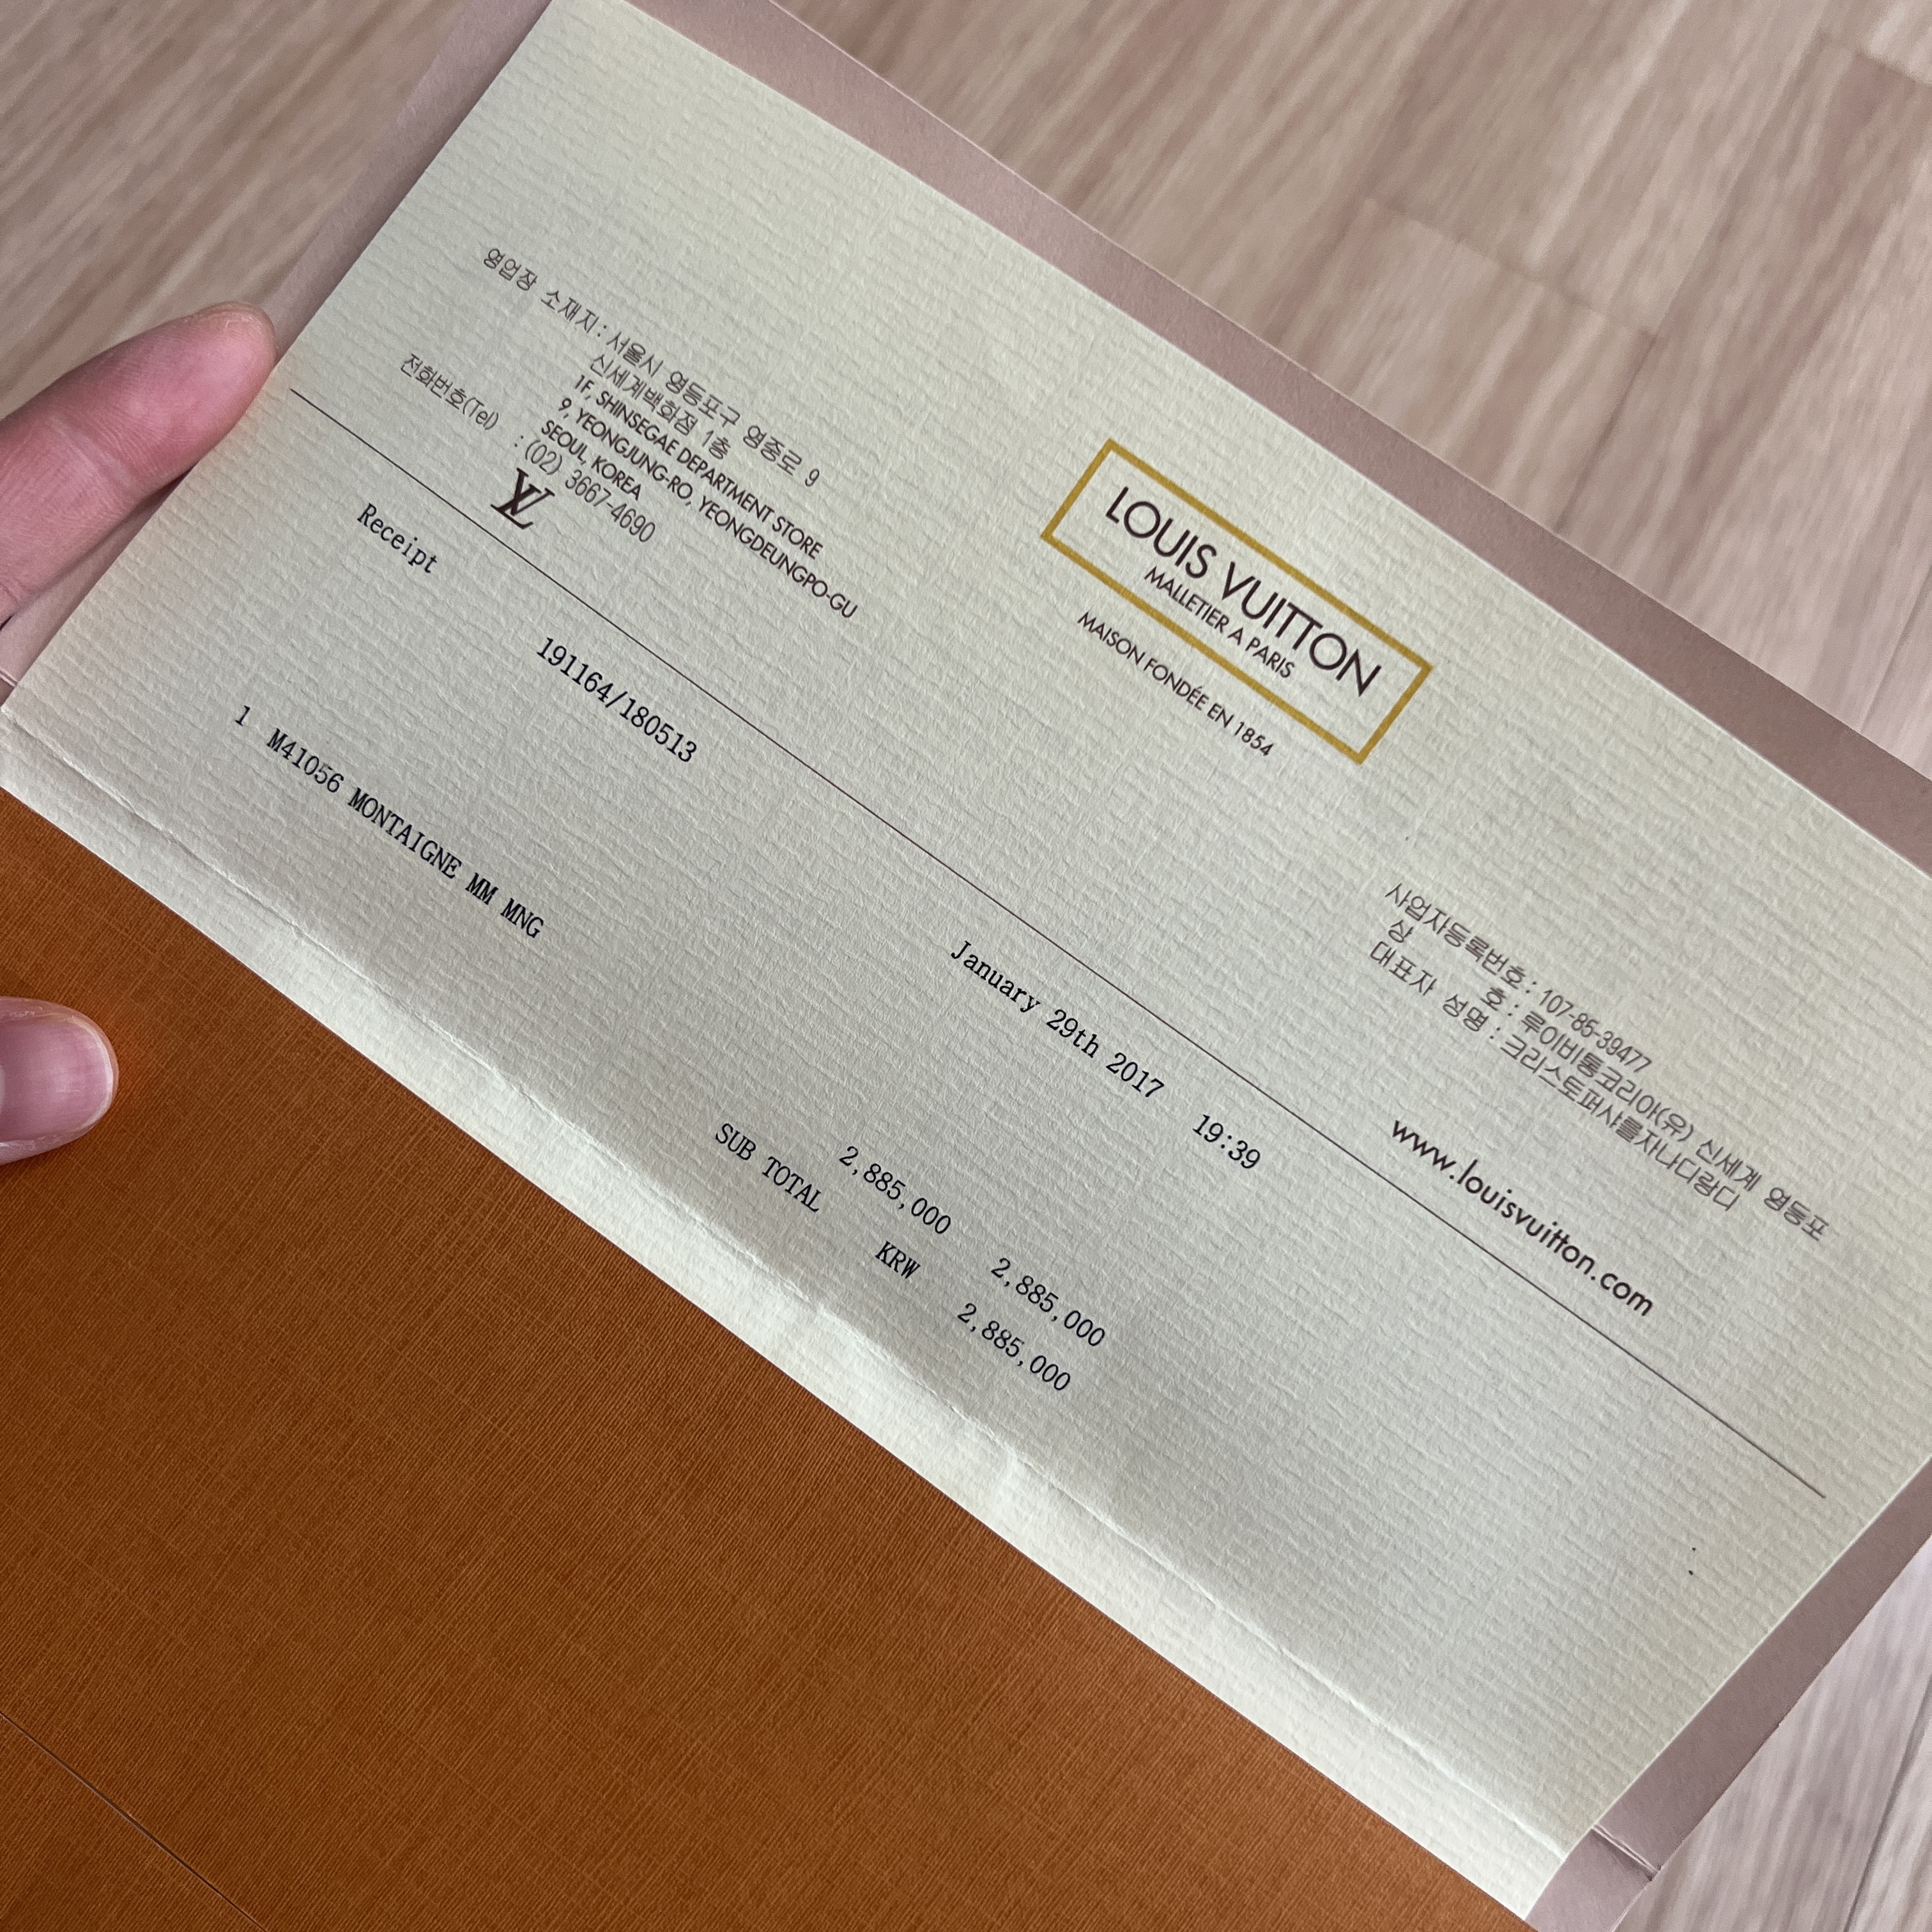 LOUIS VUITTON
MALLETIER A PARIS
MAISON FONDÉE EN 1854
영업장 소재지 : 서울시 영등포구 영중로 9
신세계백화점 1층
1F, SHINSEGAE DEPARTMENT STORE
9, YEONGJUNG-RO, YEONGDEUNGPO-GU
SEOUL, KOREA
전화번호(Tel) : (02) 3667-4690
사업자등록번호 : 107-85-39477
상 호 : 루이비통코리아(유) 신세계 영등포
대표자 성명 : 크리스토퍼샤를자나디랑디
LV
www.louisvuitton.com
Receipt
191164/180513
January 29th 2017 19:39
1 M41056 MONTAIGNE MM MNG 2,885,000 2,885,000
SUB TOTAL KRW 2,885,000